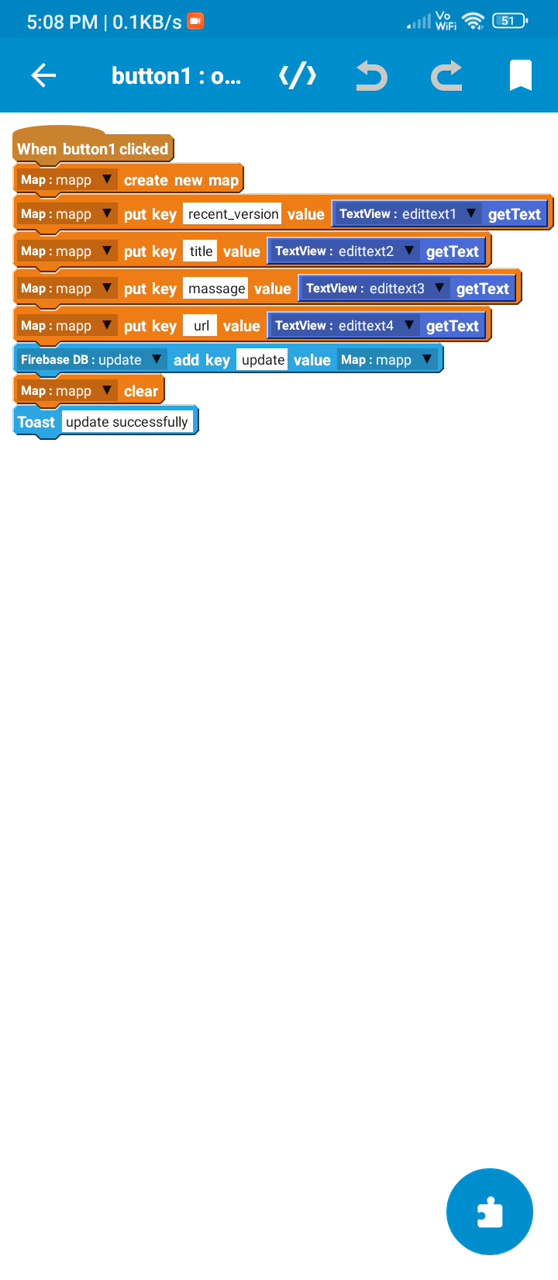 5:08 PM | 0.1KB/s Vo WiFi 51
button1 : o... </>
When button1 clicked
Map : mapp create new map
Map : mapp put key recent_version value TextView : edittext1 getText
Map : mapp put key title value TextView : edittext2 getText
Map : mapp put key massage value TextView : edittext3 getText
Map : mapp put key url value TextView : edittext4 getText
Firebase DB : update add key update value Map : mapp
Map : mapp clear
Toast update successfully